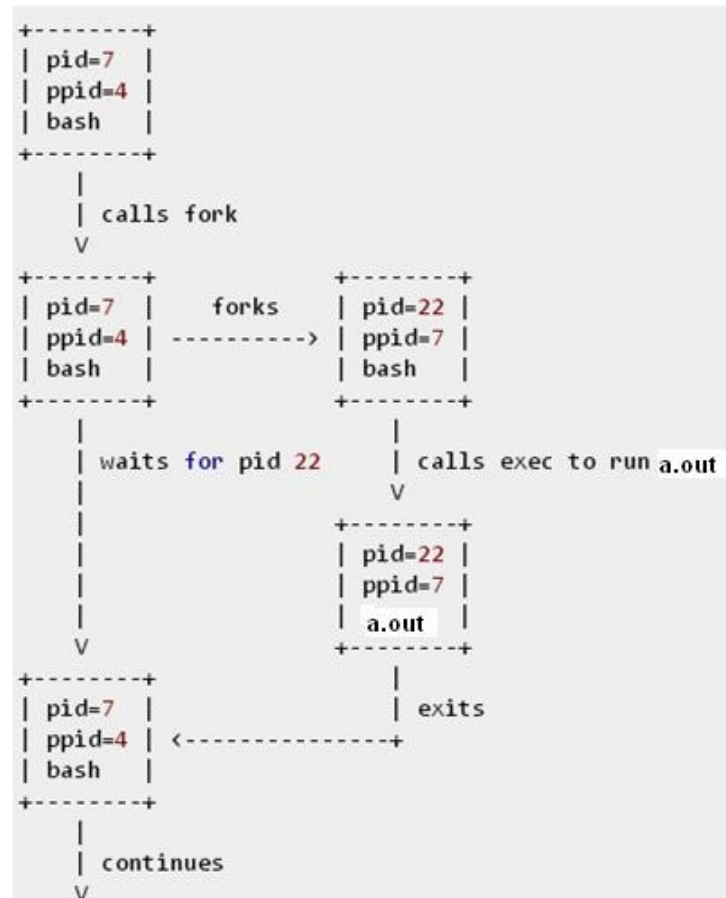 +--------+
| pid=7  |
| ppid=4 |
| bash   |
+--------+
    |
    | calls fork
    V
+--------+             +--------+
| pid=7  |    forks    | pid=22 |
| ppid=4 | ----------> | ppid=7 |
| bash   |             | bash   |
+--------+             +--------+
    |                      |
    | waits for pid 22     | calls exec to run a.out
    |                      V
    |                  +--------+
    |                  | pid=22 |
    |                  | ppid=7 |
    |                  | a.out  |
    V                  +--------+
+--------+                 |
| pid=7  |                 | exits
| ppid=4 | <---------------+
| bash   |
+--------+
    |
    | continues
    V